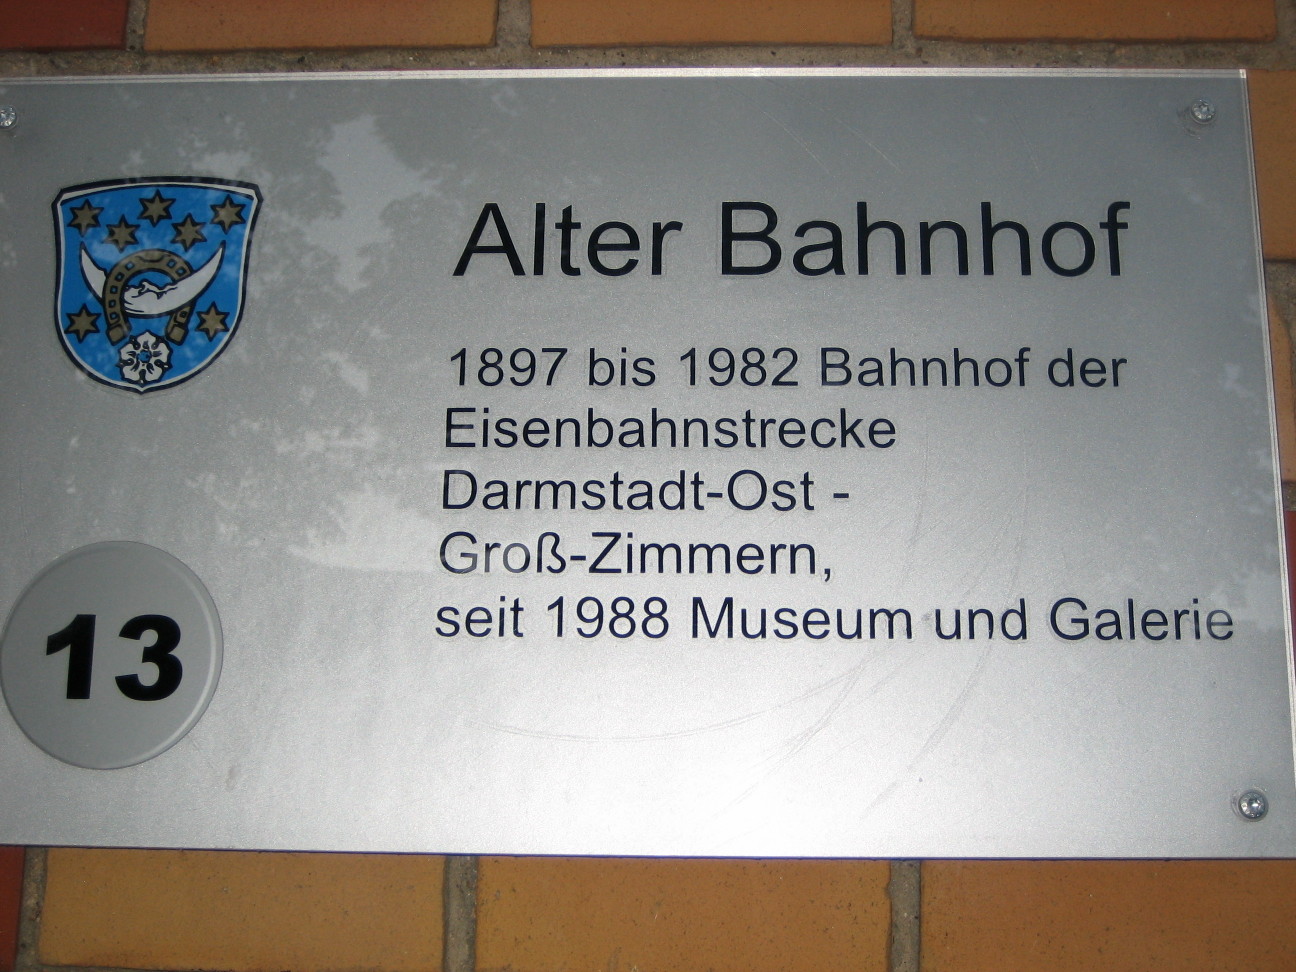 Alter Bahnhof
1897 bis 1982 Bahnhof der
Eisenbahnstrecke
Darmstadt-Ost -
Groß-Zimmern,
seit 1988 Museum und Galerie
13